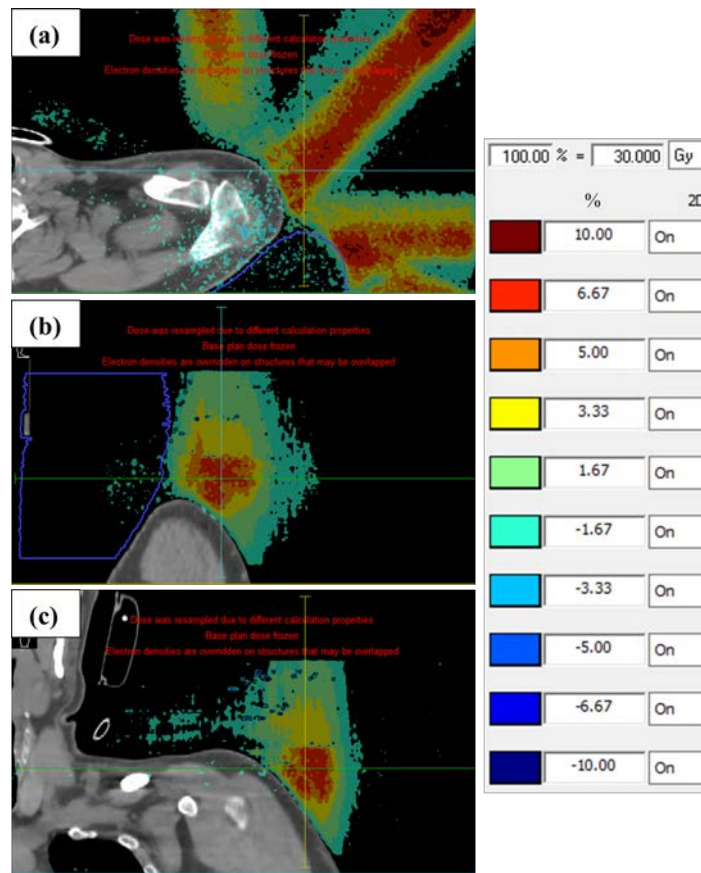 (a)
Dose was resampled due to different calculation properties
Base plan dose frozen
Electron densities are overridden on structures that may be overlapped
100.00 % = 30.000 Gy
% 2D
10.00 On
6.67 On
5.00 On
3.33 On
1.67 On
-1.67 On
-3.33 On
-5.00 On
-6.67 On
-10.00 On
(b)
Dose was resampled due to different calculation properties
Base plan dose frozen
Electron densities are overridden on structures that may be overlapped
(c)
Dose was resampled due to different calculation properties
Base plan dose frozen
Electron densities are overridden on structures that may be overlapped